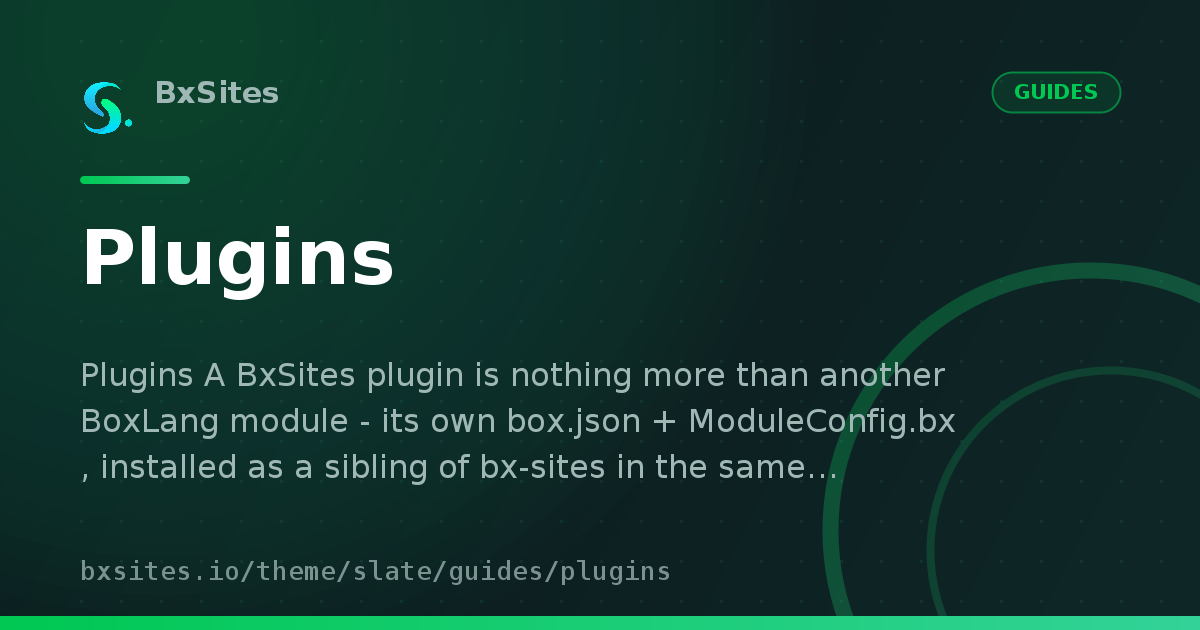 BxSites
GUIDES
Plugins
Plugins A BxSites plugin is nothing more than another
BoxLang module - its own box.json + ModuleConfig.bx
, installed as a sibling of bx-sites in the same…
bxsites.io/theme/slate/guides/plugins